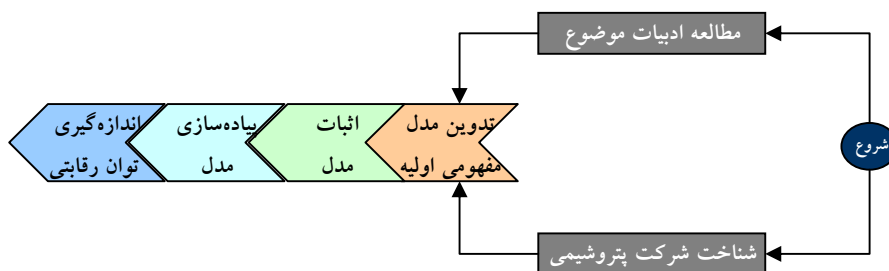 مطالعه ادبیات موضوع
شروع
تدوین مدل
مفهومی اولیه
اثبات
مدل
پیاده‌سازی
مدل
اندازه‌گیری
توان رقابتی
شناخت شرکت پتروشیمی